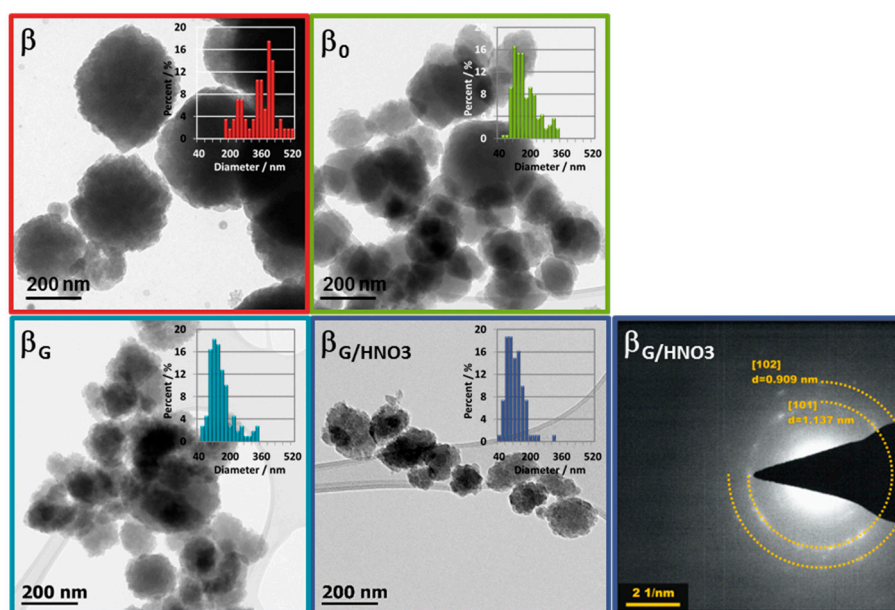 β
20
16
12
8
4
0
Percent / %
40 200 360 520
Diameter / nm
200 nm
β0
20
16
12
8
4
0
Percent / %
40 200 360 520
Diameter / nm
200 nm
βG
20
16
12
8
4
0
Percent / %
40 200 360 520
Diameter / nm
200 nm
βG/HNO3
20
16
12
8
4
0
Percent / %
40 200 360 520
Diameter / nm
200 nm
βG/HNO3
[102]
d=0.909 nm
[101]
d=1.137 nm
2 1/nm